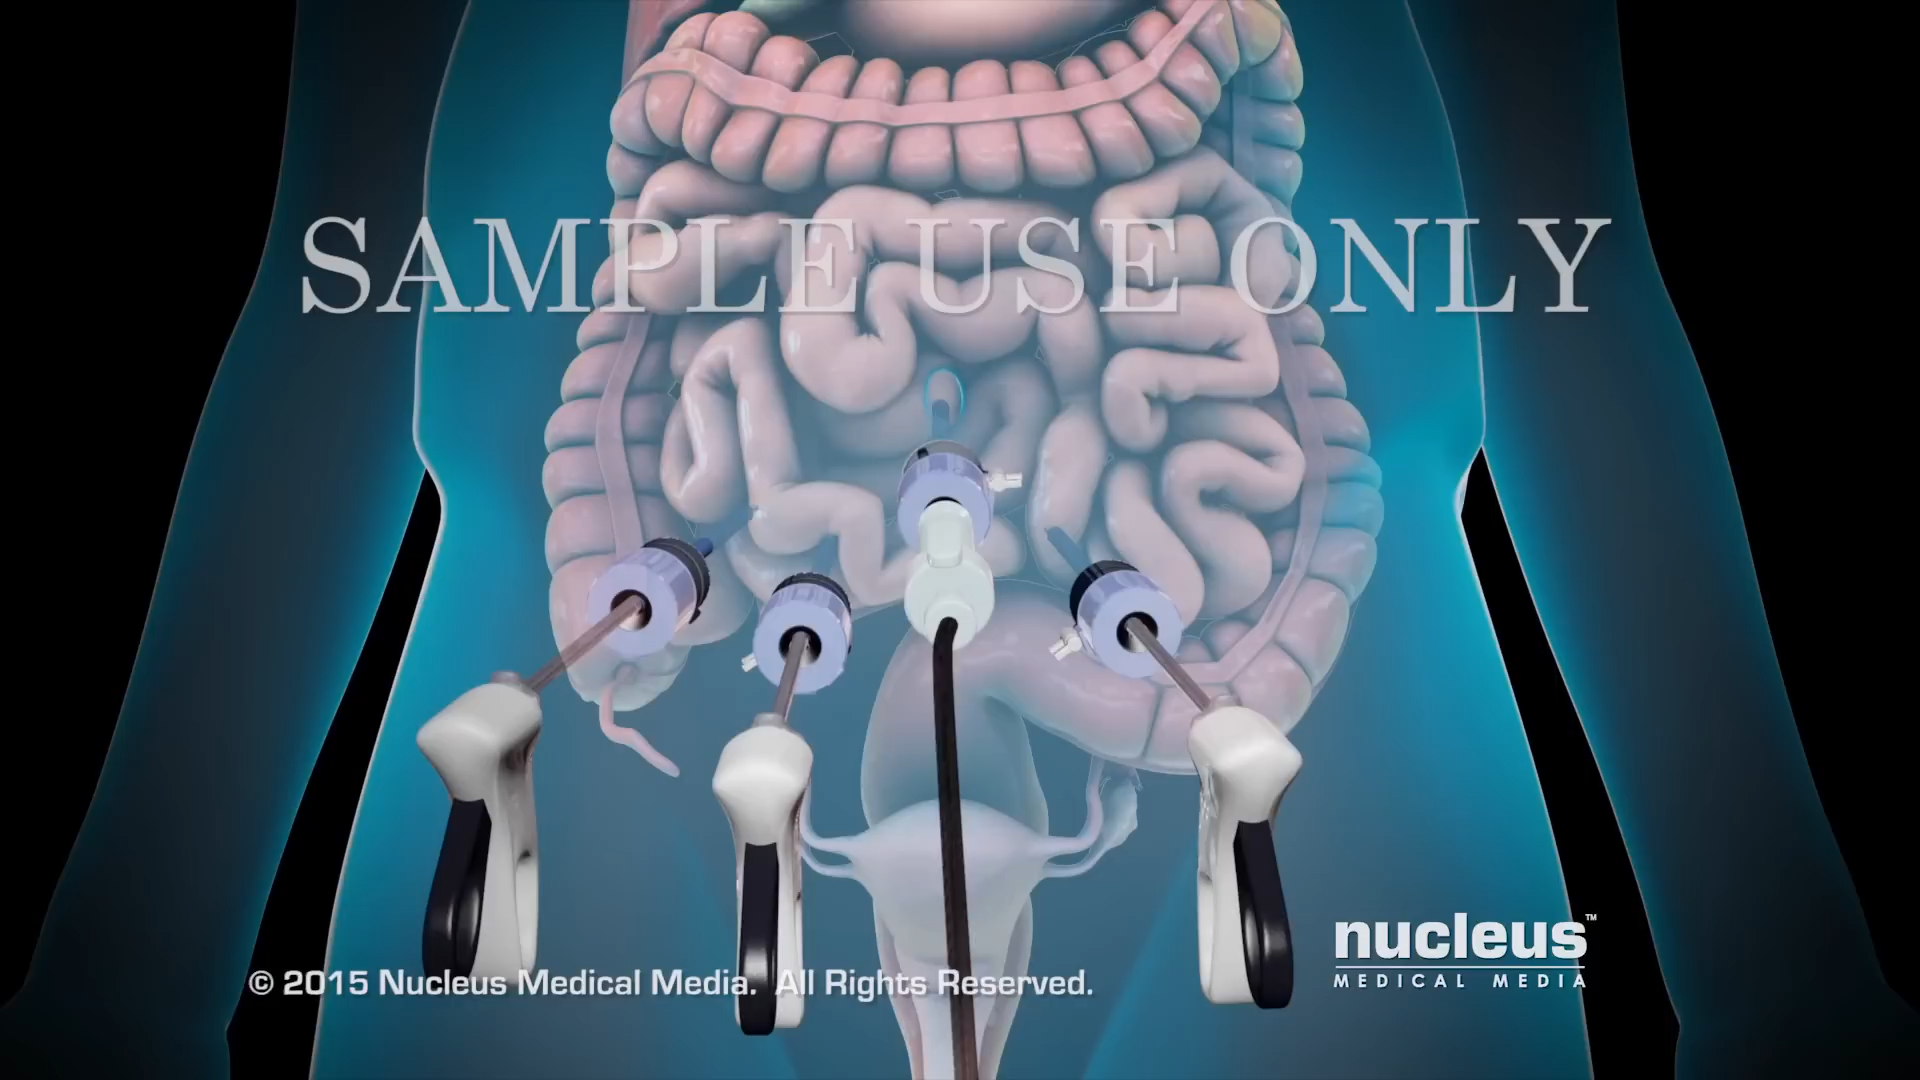 SAMPLE USE ONLY
nucleus™
MEDICAL MEDIA
© 2015 Nucleus Medical Media. All Rights Reserved.